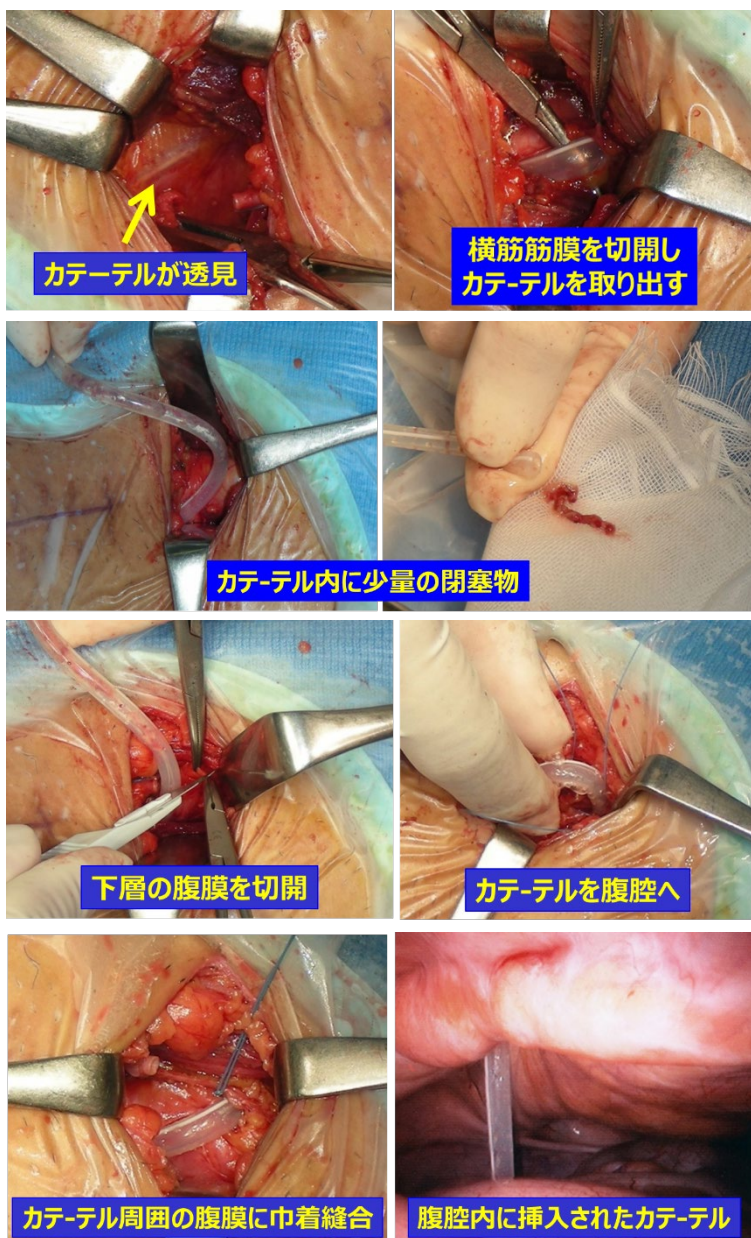 カテーテルが透見
横筋筋膜を切開し
カテ-テルを取り出す
カテ-テル内に少量の閉塞物
下層の腹膜を切開
カテ-テルを腹腔へ
カテ-テル周囲の腹膜に巾着縫合
腹腔内に挿入されたカテ-テル